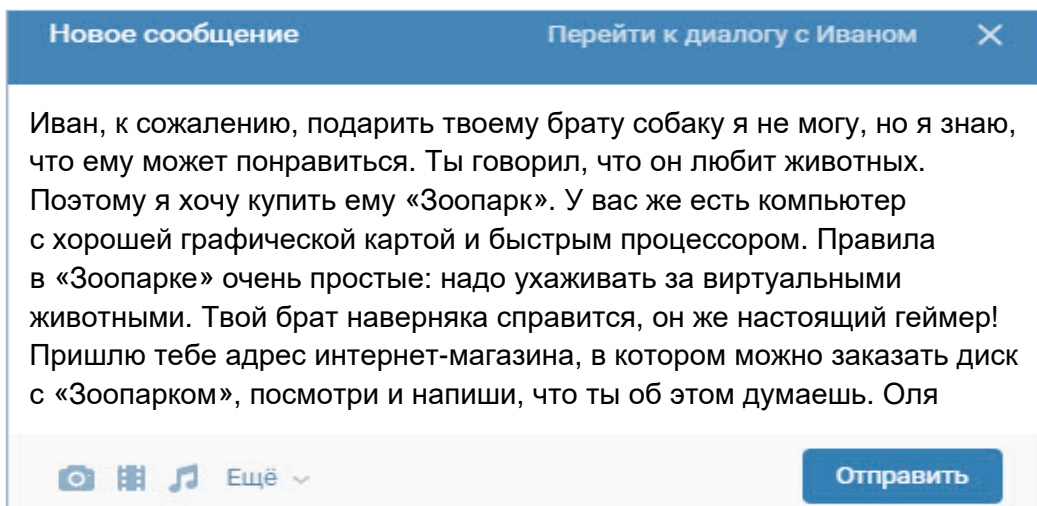 Новое сообщение Перейти к диалогу с Иваном ×
Иван, к сожалению, подарить твоему брату собаку я не могу, но я знаю,
что ему может понравиться. Ты говорил, что он любит животных.
Поэтому я хочу купить ему «Зоопарк». У вас же есть компьютер
с хорошей графической картой и быстрым процессором. Правила
в «Зоопарке» очень простые: надо ухаживать за виртуальными
животными. Твой брат наверняка справится, он же настоящий геймер!
Пришлю тебе адрес интернет-магазина, в котором можно заказать диск
с «Зоопарком», посмотри и напиши, что ты об этом думаешь. Оля
Ещё Отправить